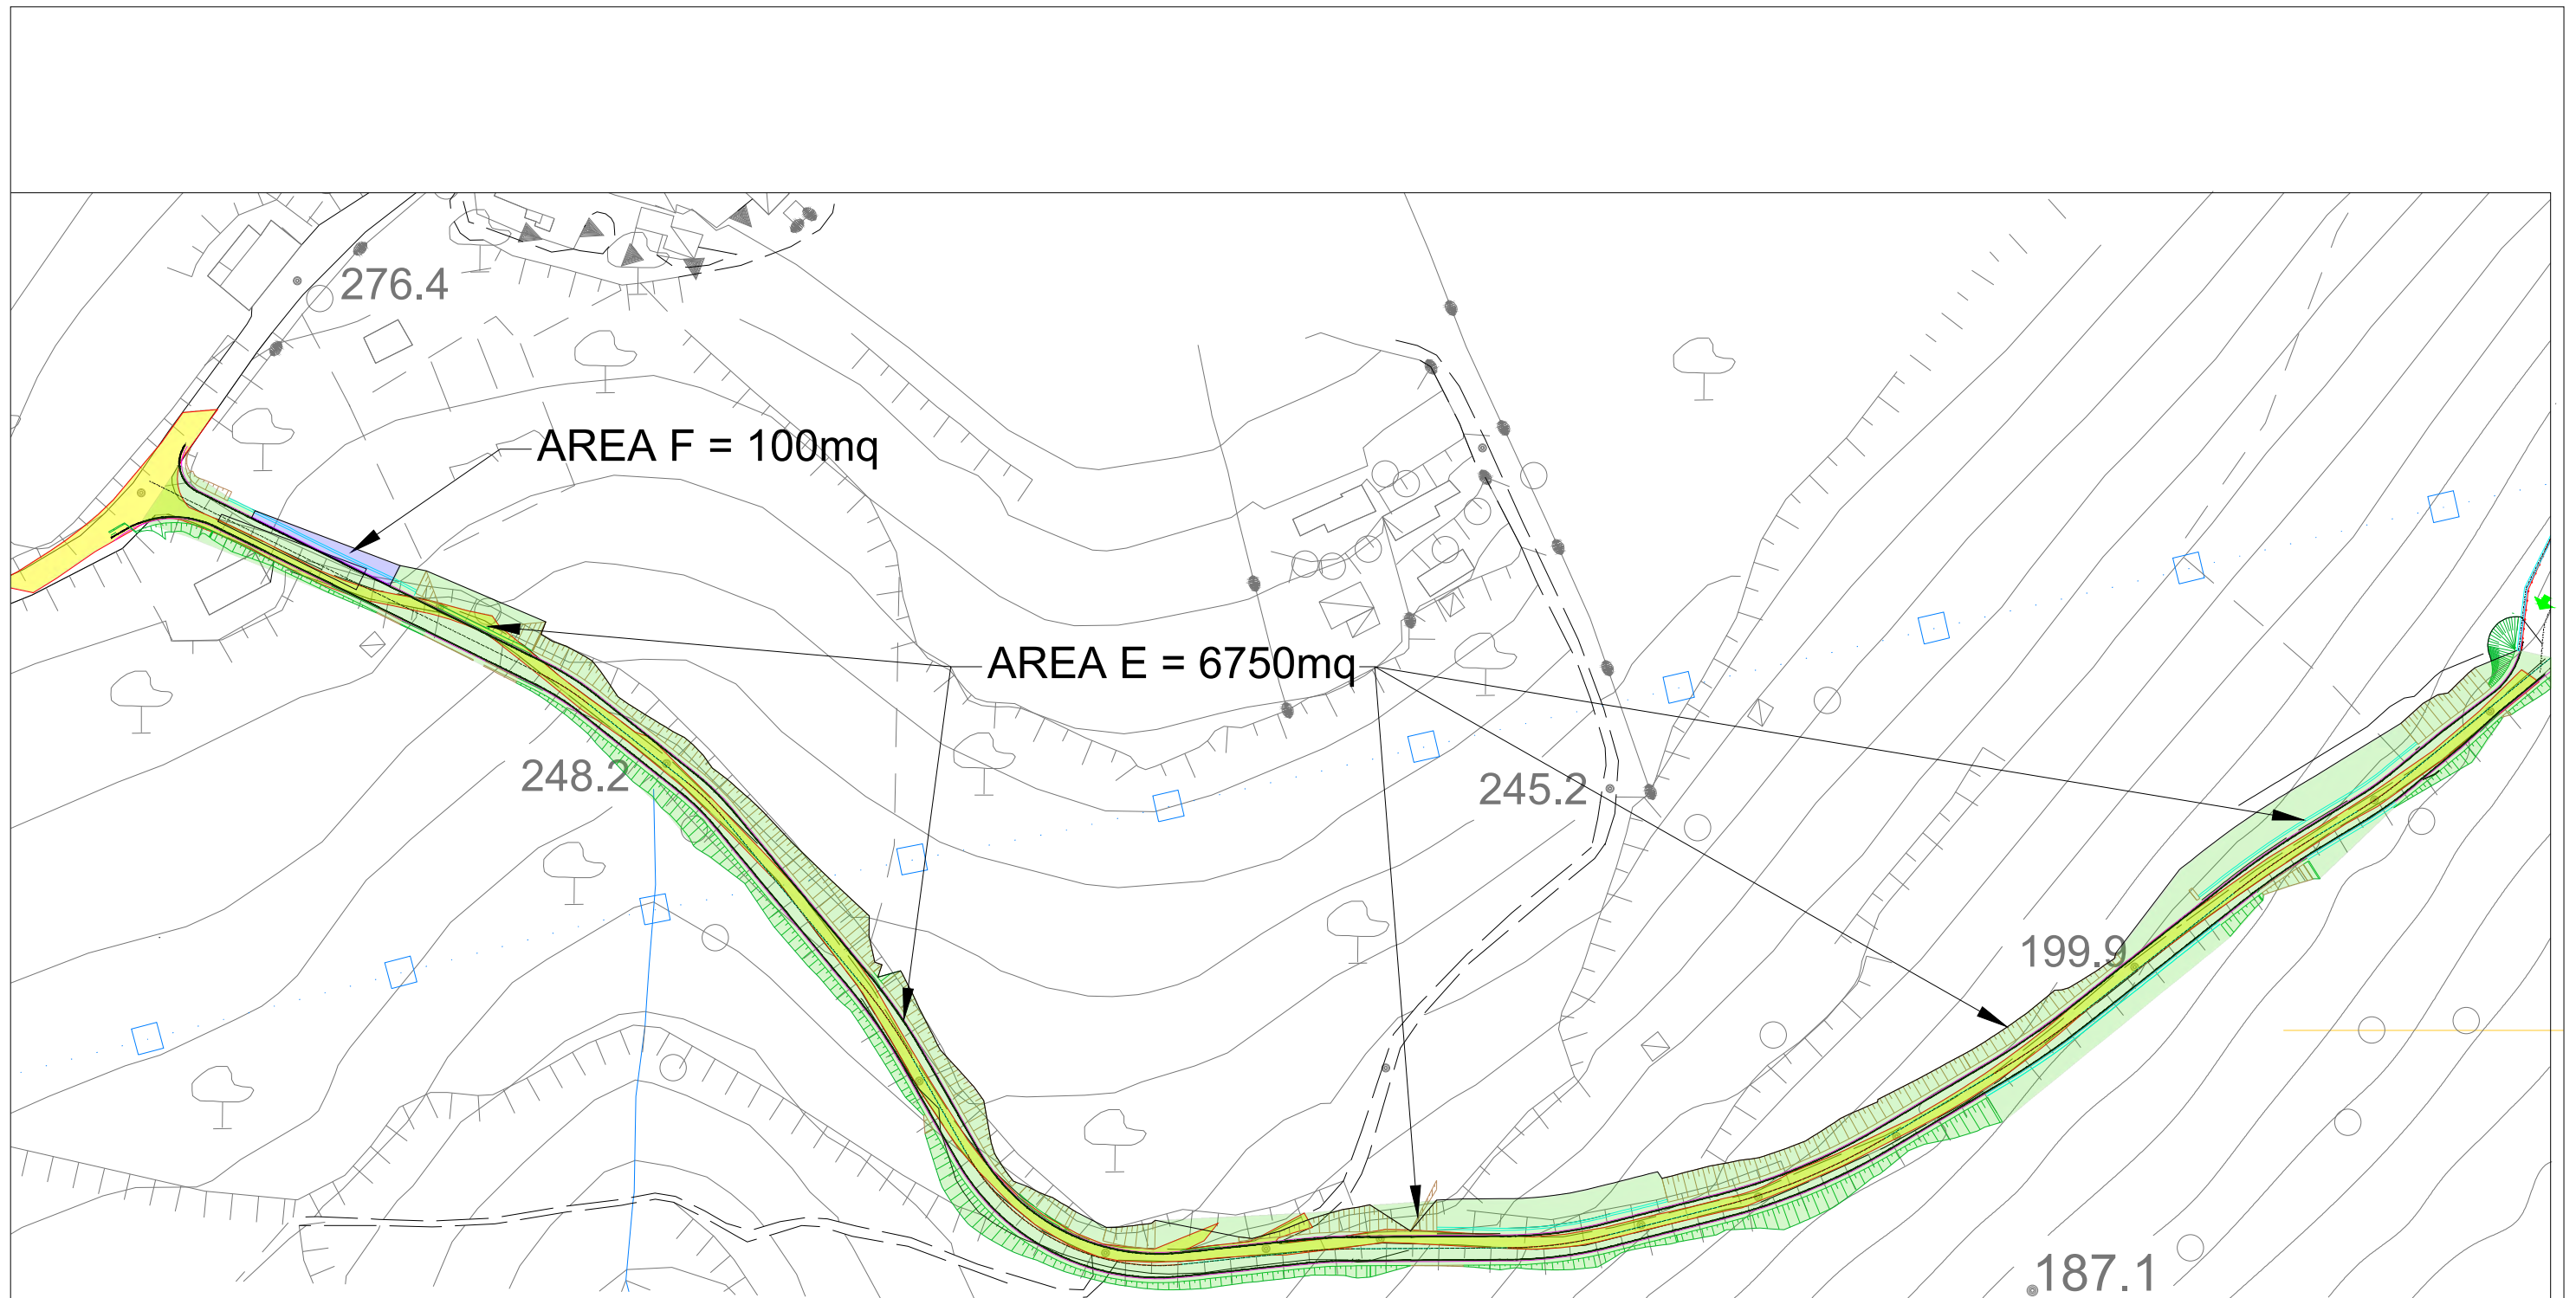 276.4
AREA F = 100mq
AREA E = 6750mq
248.2
245.2
199.9
187.1